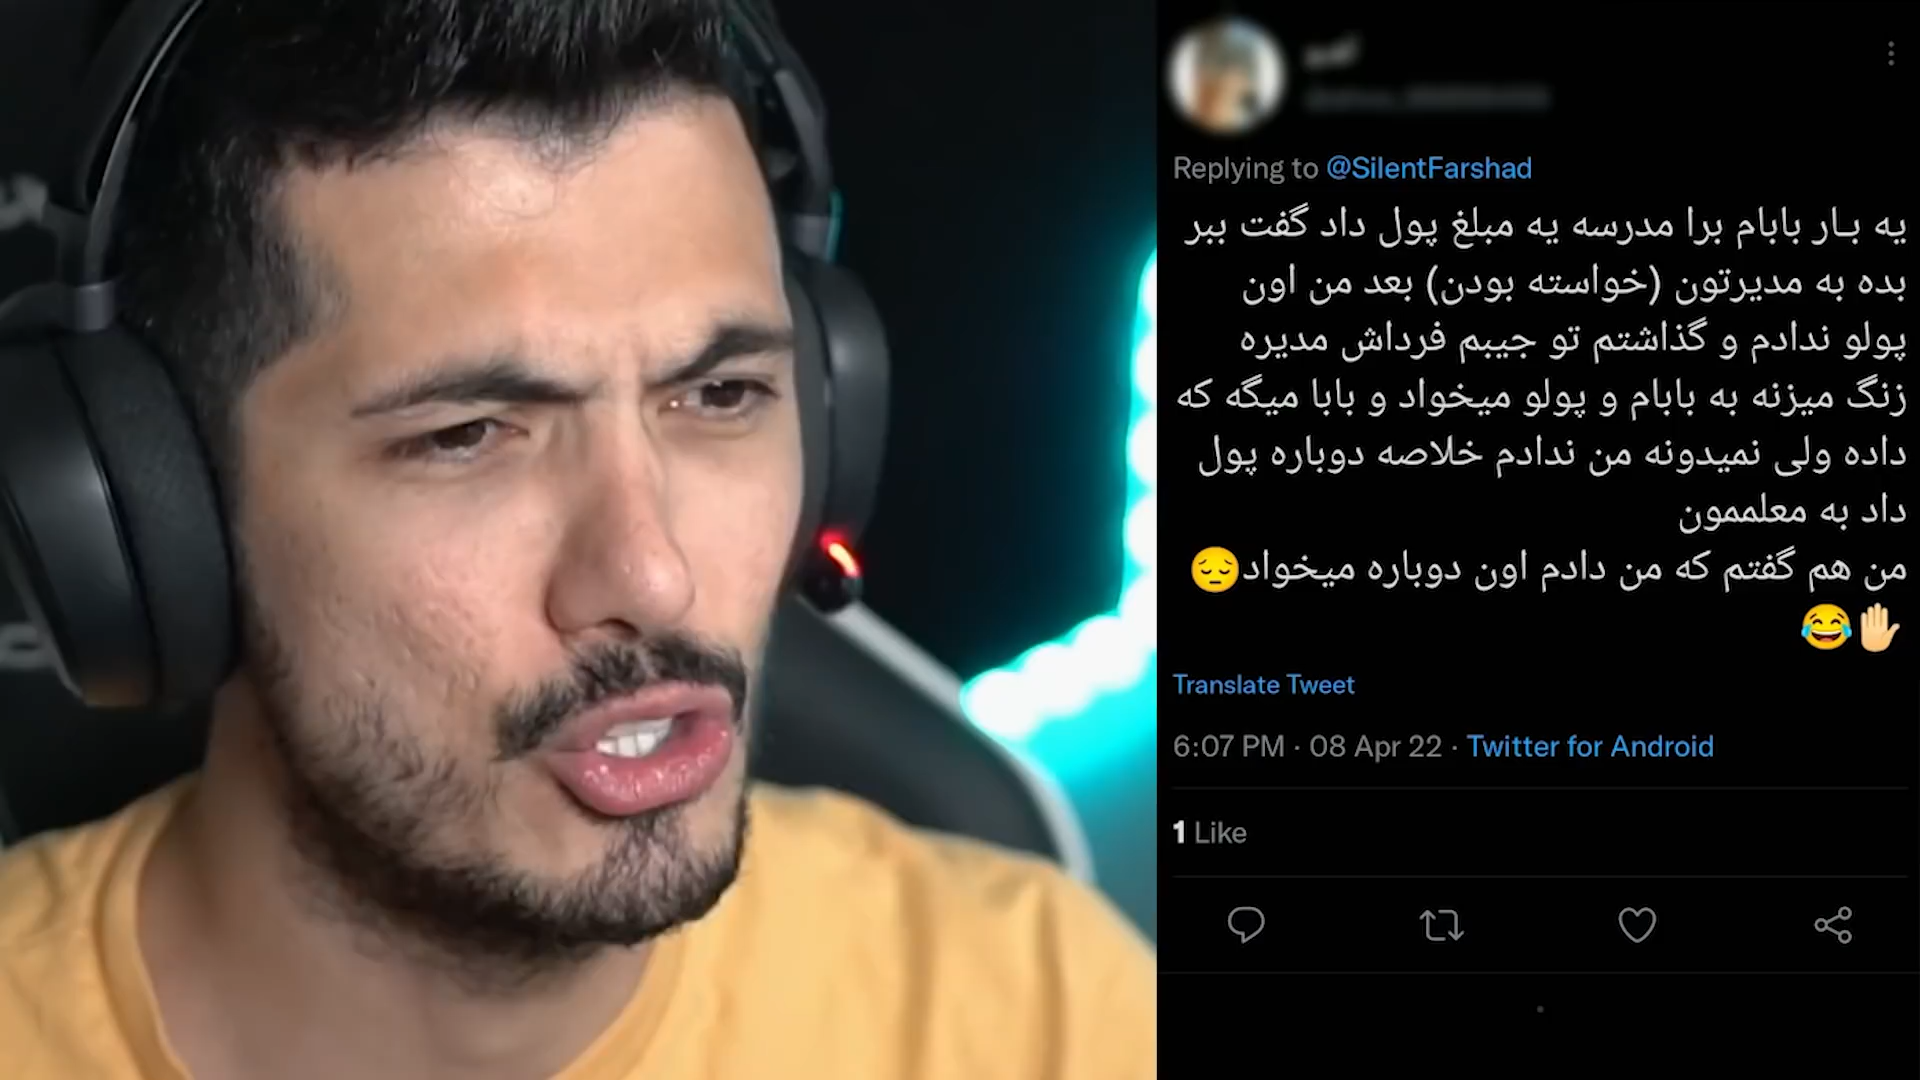 Replying to @SilentFarshad
یه بـار بابام برا مدرسه یه مبلغ پول داد گفت ببر
بده به مدیرتون (خواسته بودن) بعد من اون
پولو ندادم و گذاشتم تو جیبم فرداش مدیره
زنگ میزنه به بابام و پولو میخواد و بابا میگه که
داده ولی نمیدونه من ندادم خلاصه دوباره پول
داد به معلممون
من هم گفتم که من دادم اون دوباره میخواد😔
✋🏼😂
Translate Tweet
6:07 PM · 08 Apr 22 · Twitter for Android
1 Like